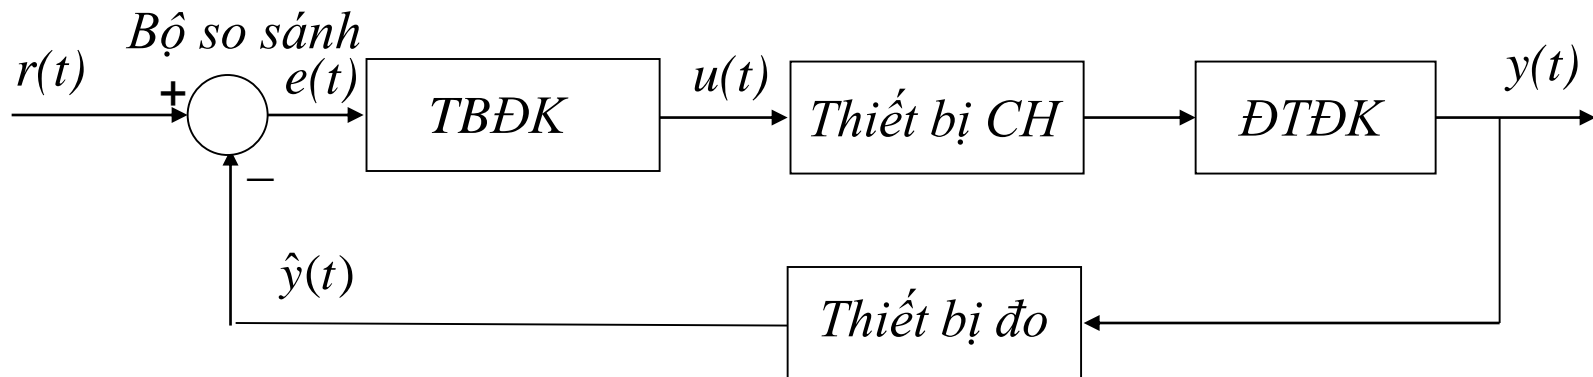 Bộ so sánh
r(t)
+
e(t)
TBĐK
u(t)
Thiết bị CH
ĐTĐK
y(t)
–
ŷ(t)
Thiết bị đo